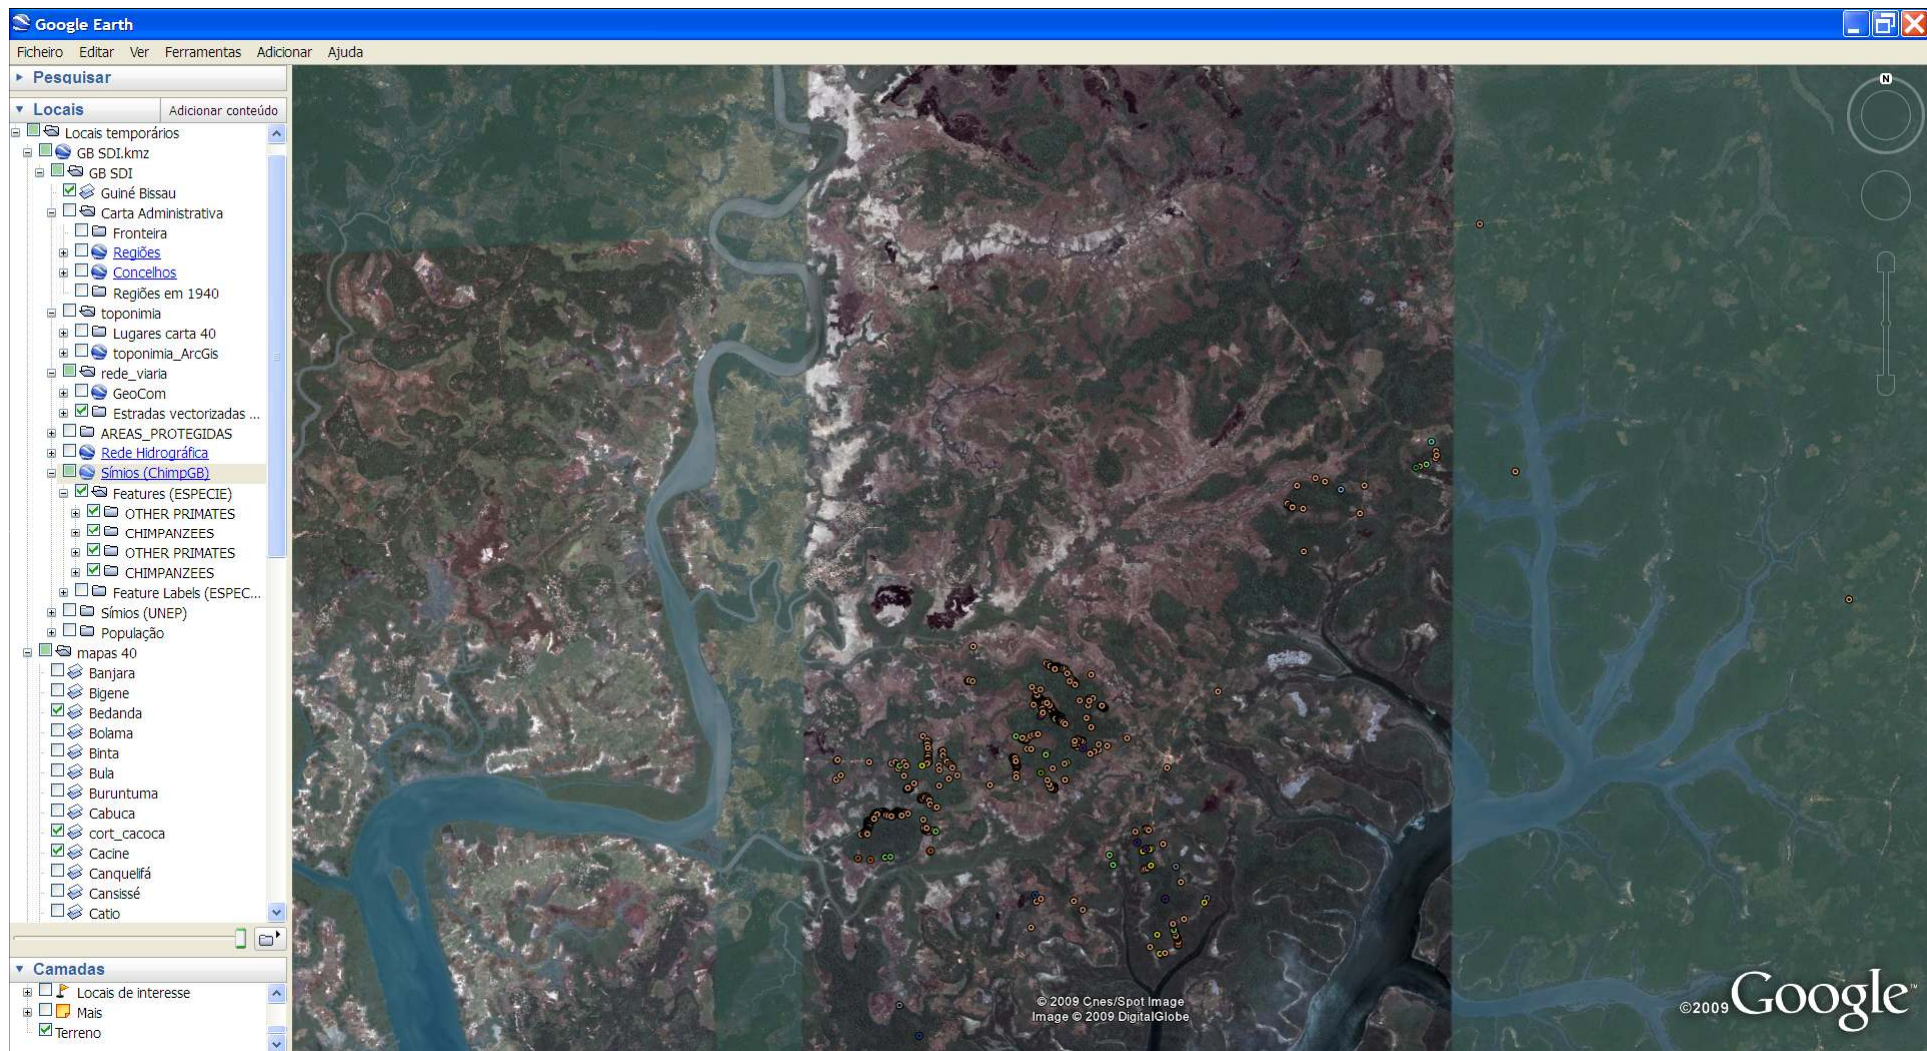 Google Earth
Ficheiro Editar Ver Ferramentas Adicionar Ajuda
Pesquisar
Locais
Adicionar conteúdo
Locais temporários
GB SDI.kmz
GB SDI
Guiné Bissau
Carta Administrativa
Fronteira
Regiões
Concelhos
Regiões em 1940
toponimia
Lugares carta 40
toponimia_ArcGis
rede_viaria
GeoCom
Estradas vectorizadas ...
AREAS_PROTEGIDAS
Rede Hidrográfica
Símios (ChimpGB)
Features (ESPECIE)
OTHER PRIMATES
CHIMPANZEES
OTHER PRIMATES
CHIMPANZEES
Feature Labels (ESPEC...
Símios (UNEP)
População
mapas 40
Banjara
Bigene
Bedanda
Bolama
Binta
Bula
Buruntuma
Cabuca
cort_cacoca
Cacine
Canquelifá
Cansissé
Catio
Camadas
Locais de interesse
Mais
Terreno
N
© 2009 Cnes/Spot Image
Image © 2009 DigitalGlobe
©2009 Google™